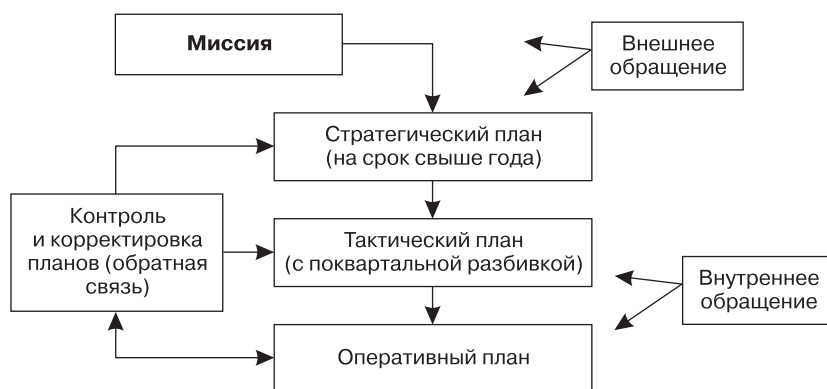 Миссия
Внешнее
обращение
Стратегический план
(на срок свыше года)
Контроль
и корректировка
планов (обратная
связь)
Тактический план
(с поквартальной разбивкой)
Внутреннее
обращение
Оперативный план